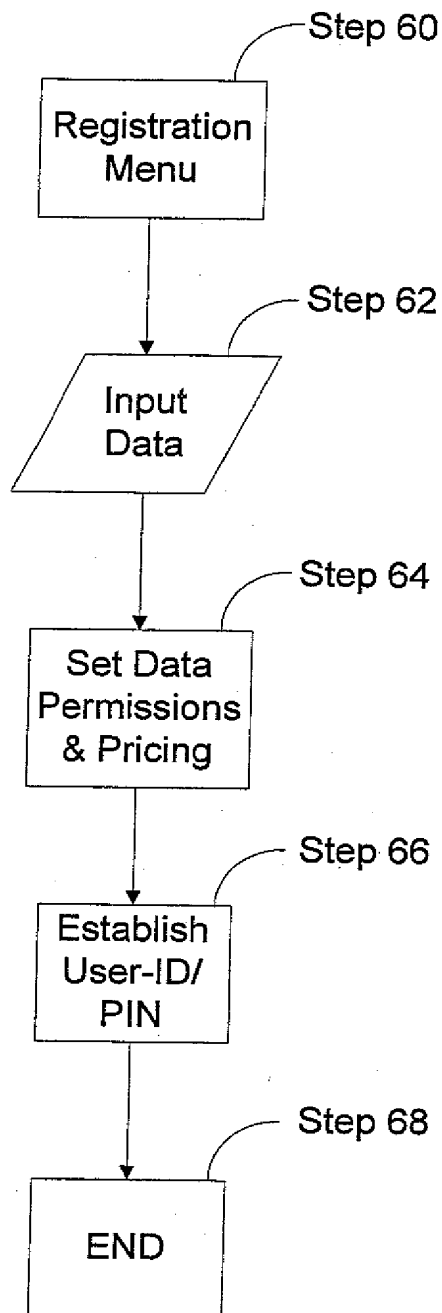 Step 60
Registration
Menu
Step 62
Input
Data
Step 64
Set Data
Permissions
& Pricing
Step 66
Establish
User-ID/
PIN
Step 68
END